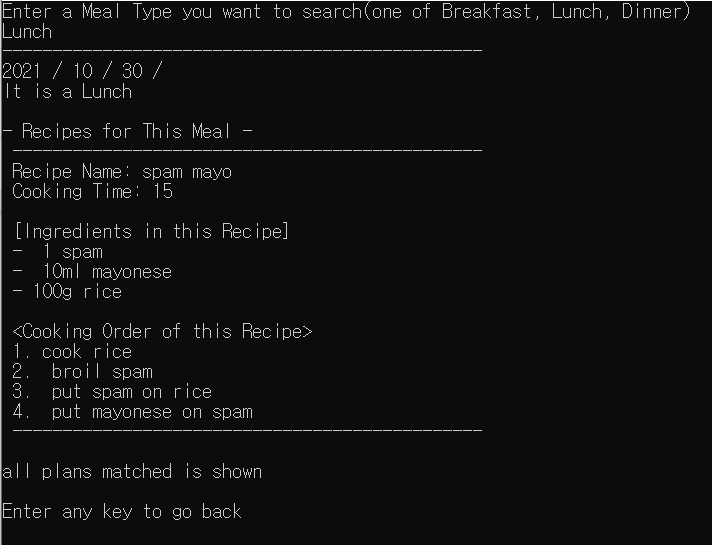 Enter a Meal Type you want to search(one of Breakfast, Lunch, Dinner)
Lunch
-----------------------------------------------
2021 / 10 / 30 /
It is a Lunch
- Recipes for This Meal -
-----------------------------------------------
Recipe Name: spam mayo
Cooking Time: 15
[Ingredients in this Recipe]
-  1 spam
-  10ml mayonese
- 100g rice
<Cooking Order of this Recipe>
1. cook rice
2.  broil spam
3.  put spam on rice
4.  put mayonese on spam
-----------------------------------------------
all plans matched is shown
Enter any key to go back